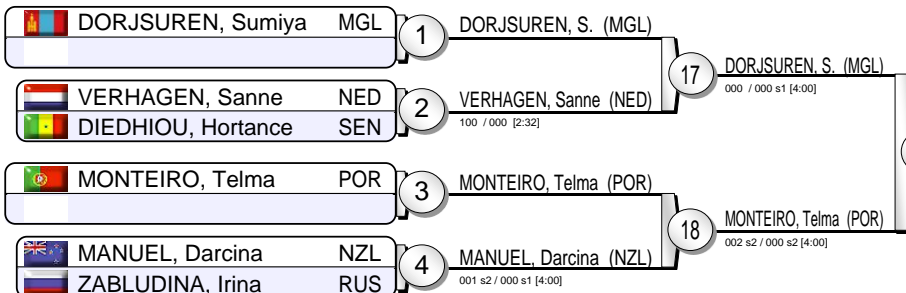 DORJSUREN, Sumiya MGL
1
DORJSUREN, S. (MGL)
17
DORJSUREN, S. (MGL)
000 / 000 s1 [4:00]
VERHAGEN, Sanne NED
DIEDHIOU, Hortance SEN
2
VERHAGEN, Sanne (NED)
100 / 000 [2:32]
MONTEIRO, Telma POR
3
MONTEIRO, Telma (POR)
18
MONTEIRO, Telma (POR)
002 s2 / 000 s2 [4:00]
MANUEL, Darcina NZL
ZABLUDINA, Irina RUS
4
MANUEL, Darcina (NZL)
001 s2 / 000 s1 [4:00]